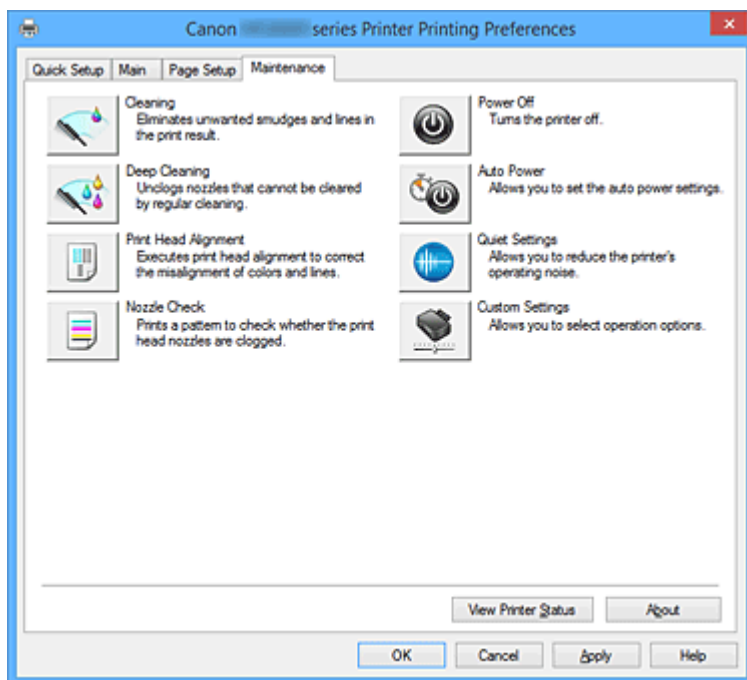 Canon series Printer Printing Preferences
Quick Setup Main Page Setup Maintenance
Cleaning
Eliminates unwanted smudges and lines in
the print result.
Power Off
Turns the printer off.
Deep Cleaning
Unclogs nozzles that cannot be cleared
by regular cleaning.
Auto Power
Allows you to set the auto power settings.
Print Head Alignment
Executes print head alignment to correct
the misalignment of colors and lines.
Quiet Settings
Allows you to reduce the printer's
operating noise.
Nozzle Check
Prints a pattern to check whether the print
head nozzles are clogged.
Custom Settings
Allows you to select operation options.
View Printer Status About
OK Cancel Apply Help